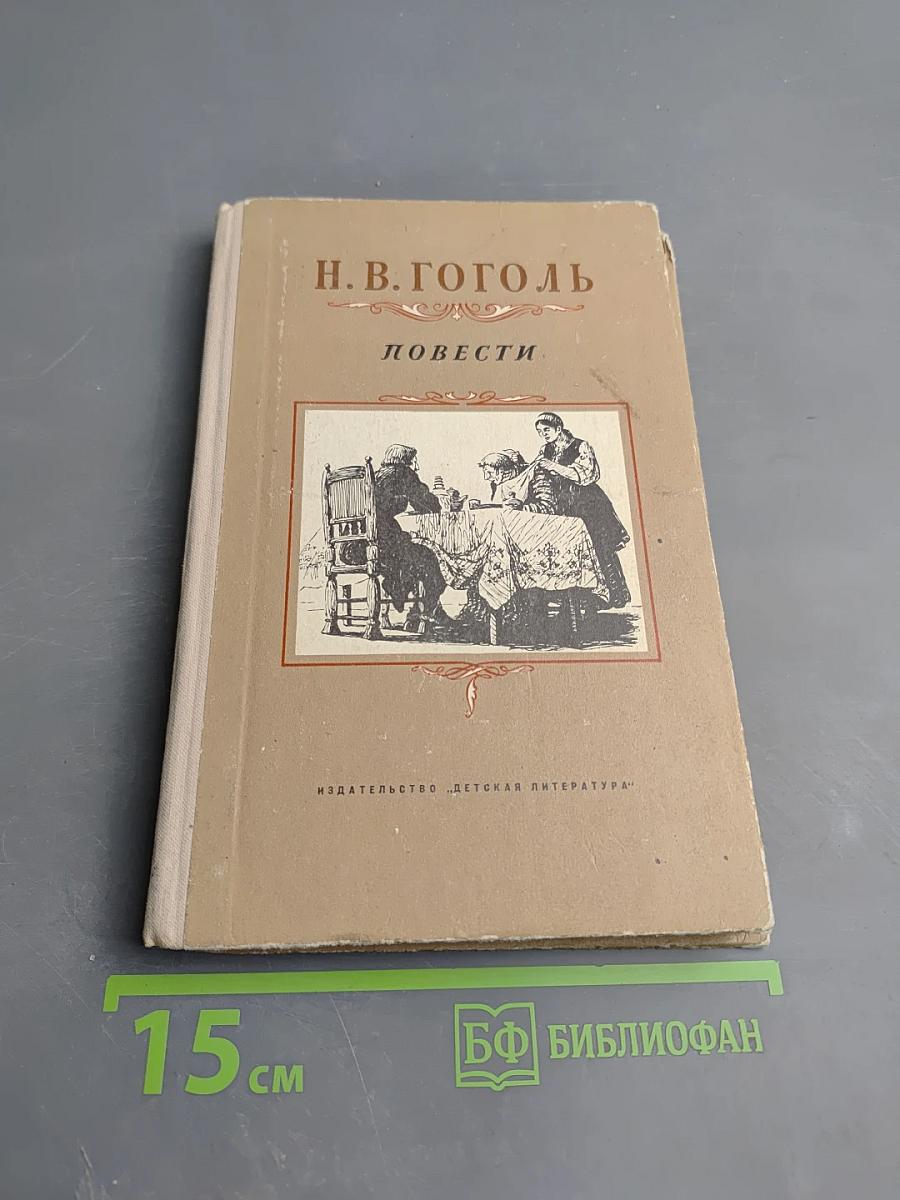 Н. В. ГОГОЛЬ
ПОВЕСТИ
ИЗДАТЕЛЬСТВО „ДЕТСКАЯ ЛИТЕРАТУРА“
15 СМ
БФ БИБЛИОФАН